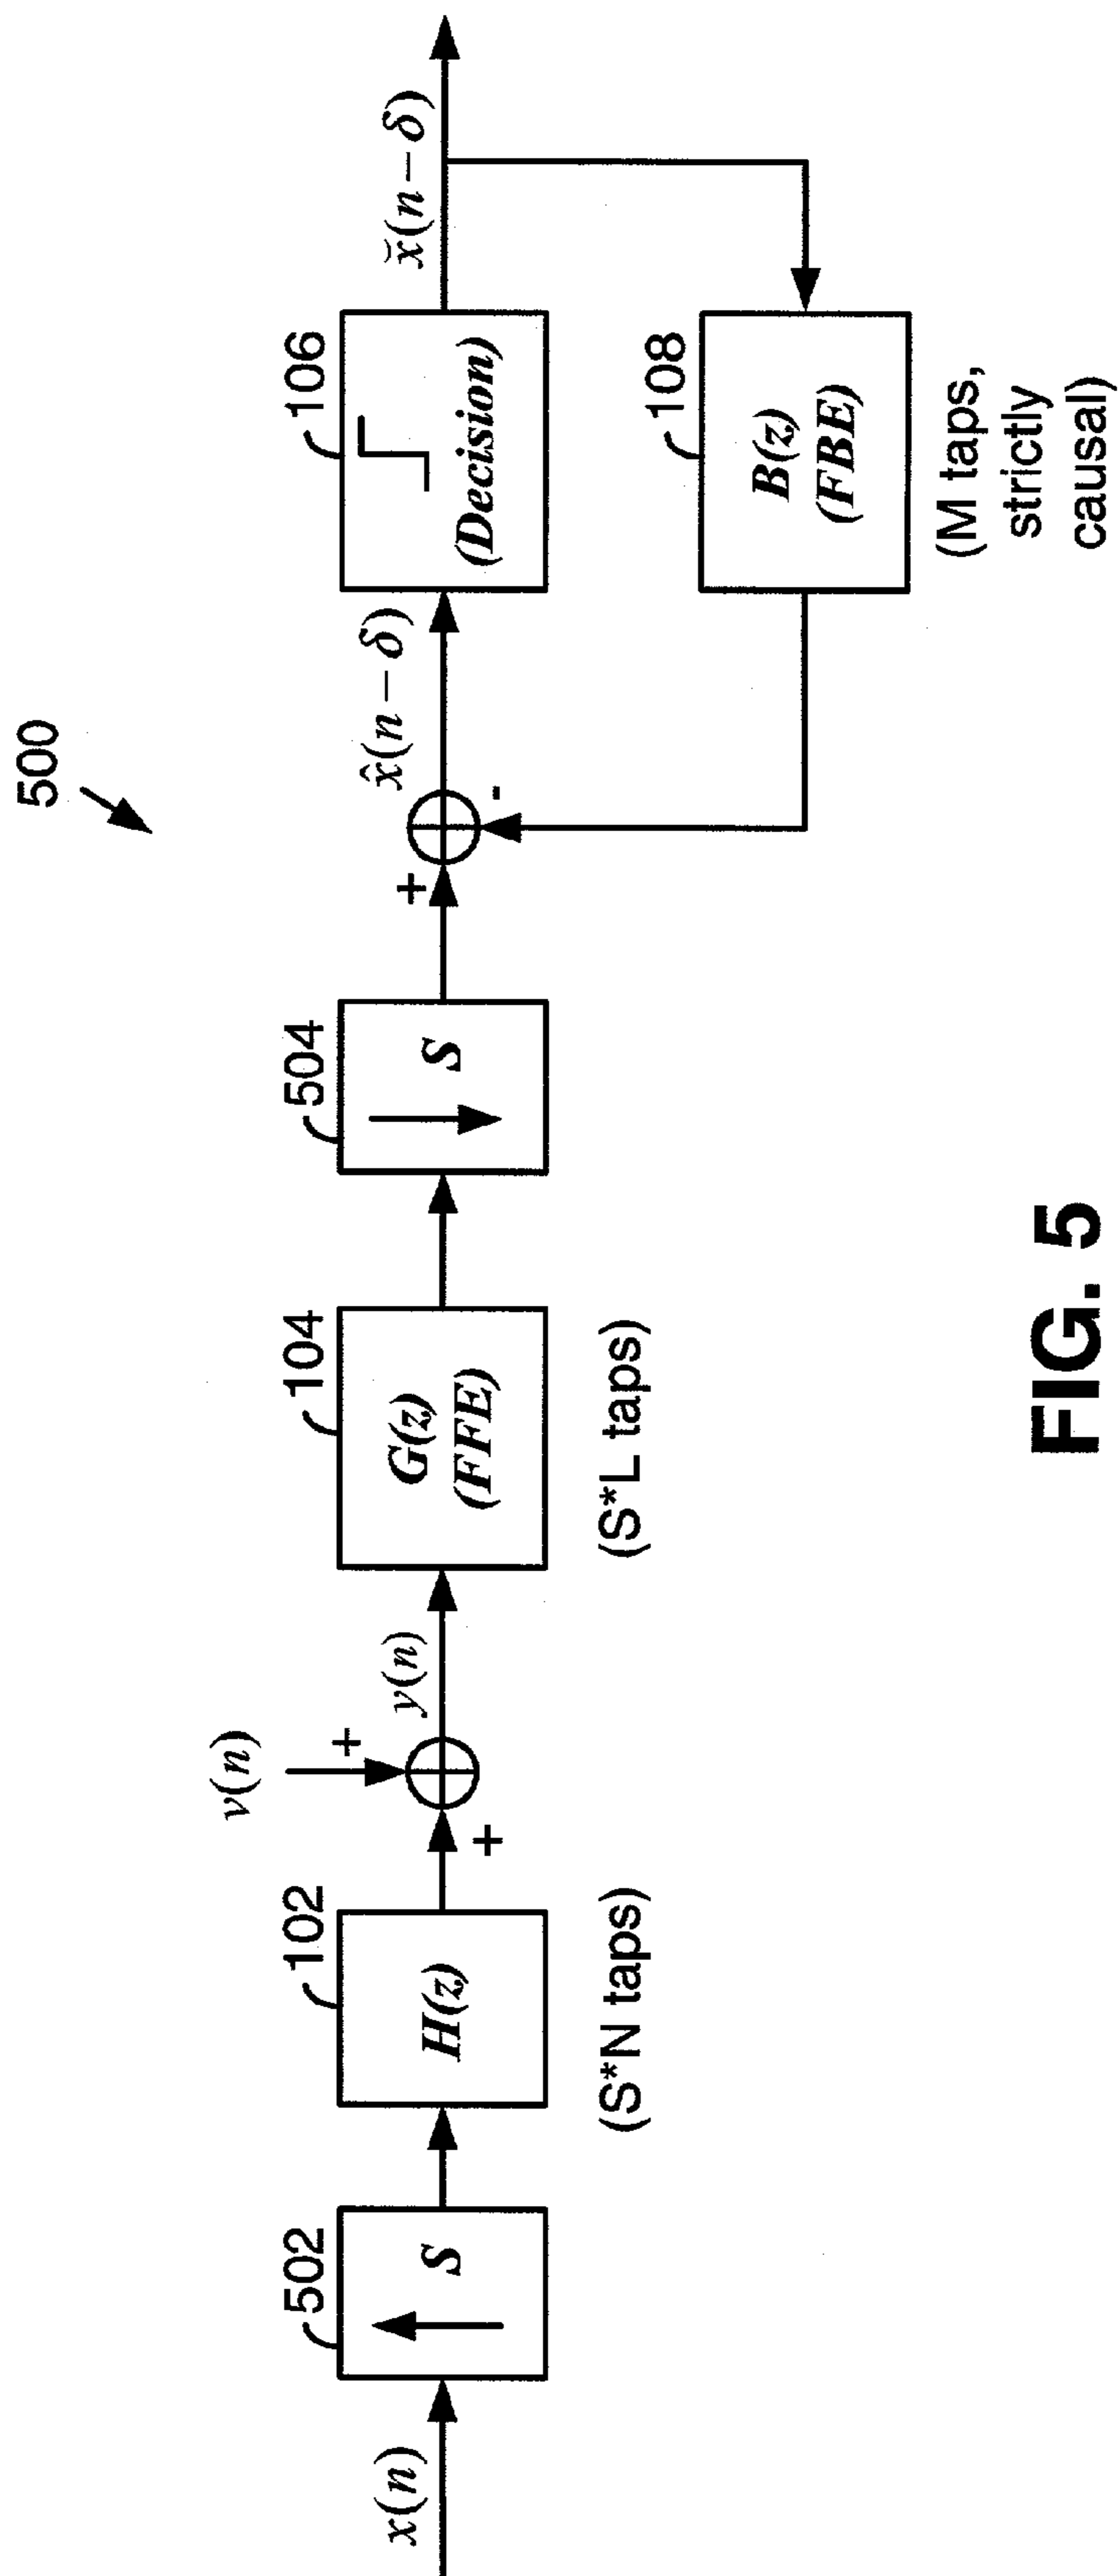 500
x(n)
502
↑ S
102
H(z)
(S*N taps)
v(n)
+
+
y(n)
104
G(z)
(FFE)
(S*L taps)
504
↓ S
+
-
x̂(n − δ)
106
(Decision)
x̆(n − δ)
108
B(z)
(FBE)
(M taps,
strictly
causal)
FIG. 5